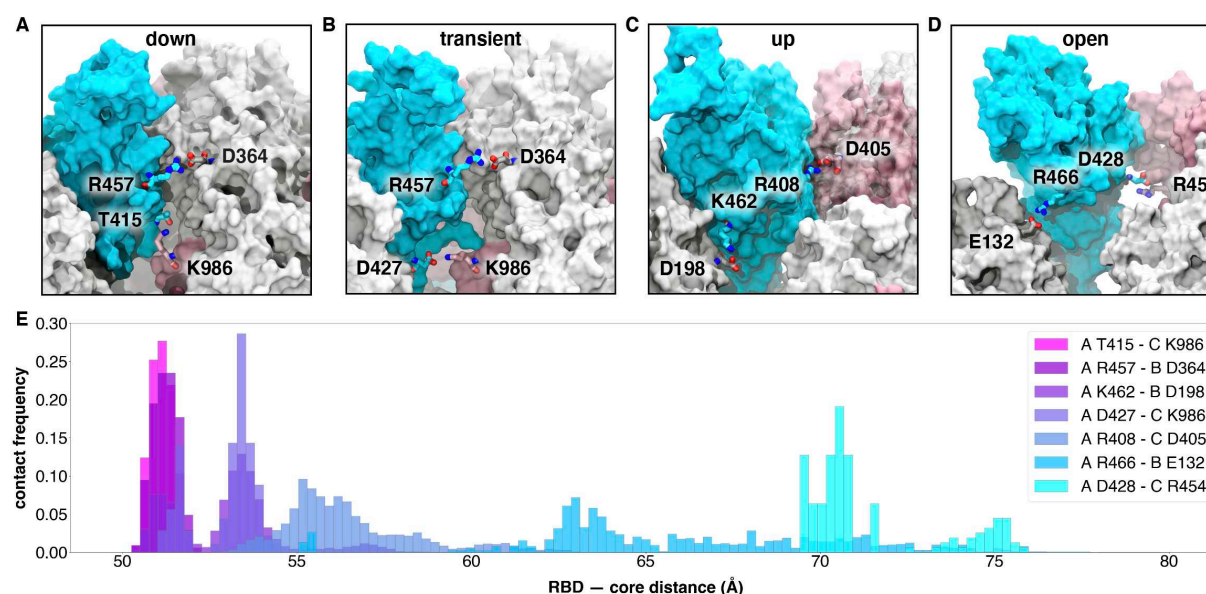 A
down
R457
D364
T415
K986
B
transient
R457
D364
D427
K986
C
up
D405
R408
K462
D198
D
open
D428
R466
R45
E132
E
contact frequency
0.30
0.25
0.20
0.15
0.10
0.05
0.00
50
55
60
65
70
75
80
RBD — core distance (Å)
A T415 - C K986
A R457 - B D364
A K462 - B D198
A D427 - C K986
A R408 - C D405
A R466 - B E132
A D428 - C R454